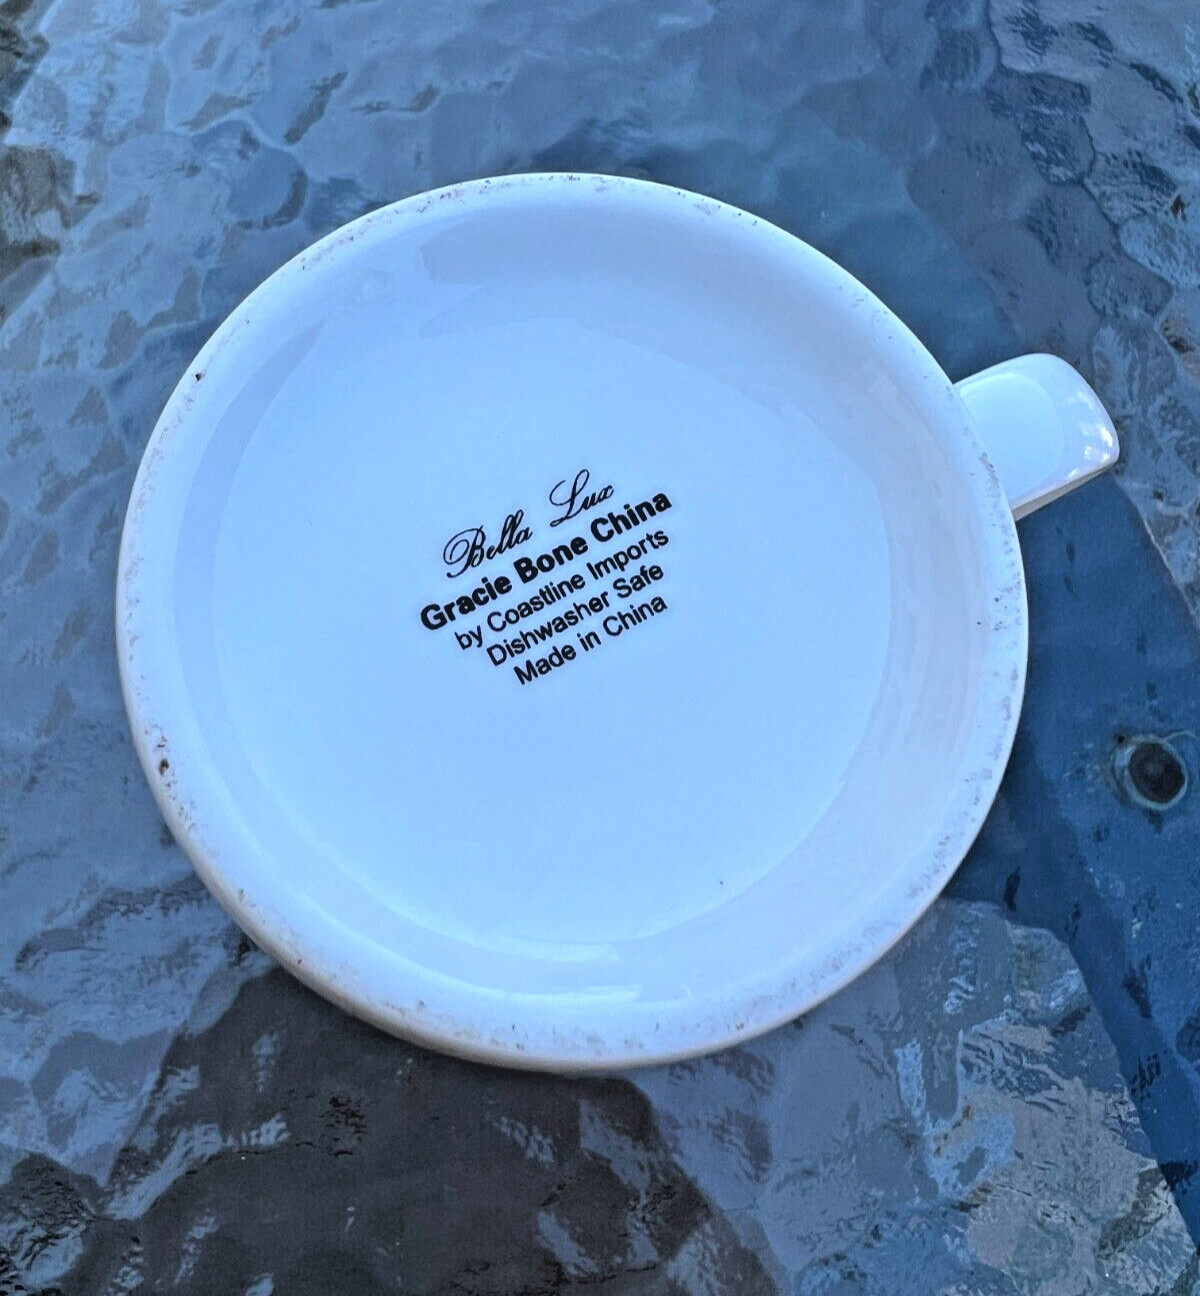 Bella Lux
Gracie Bone China
by Coastline Imports
Dishwasher Safe
Made in China